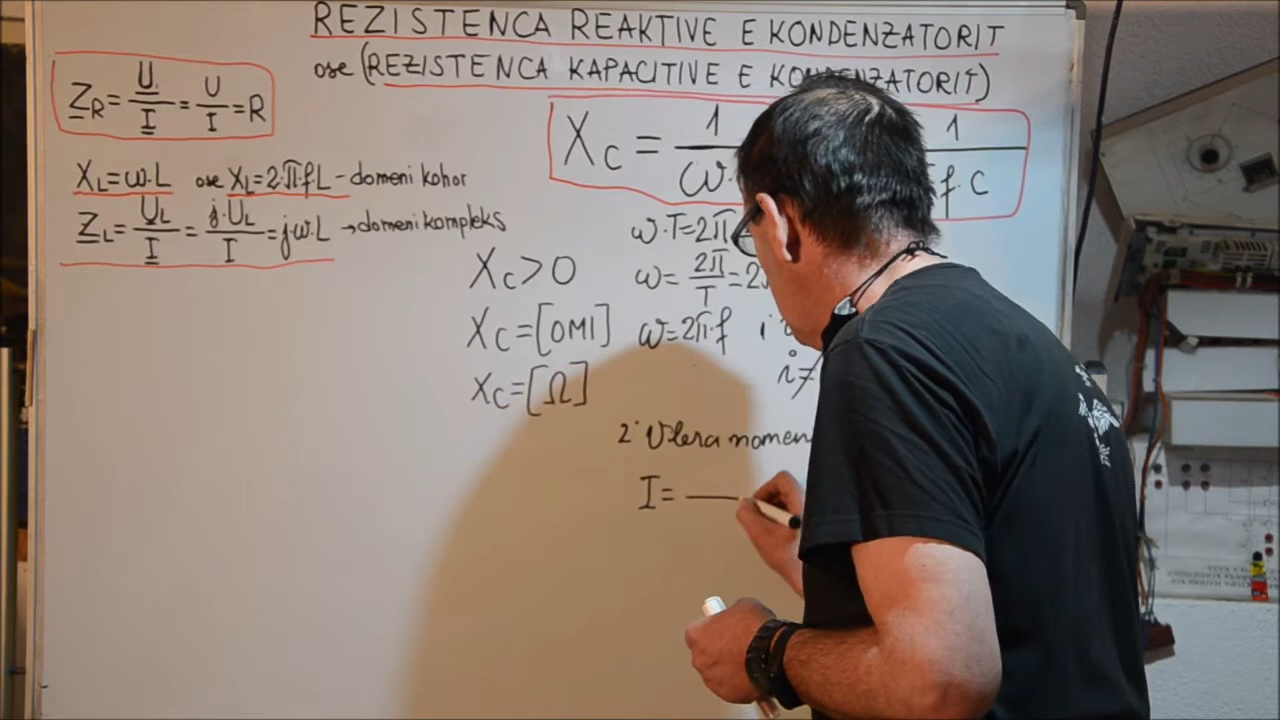 REZISTENCA REAKTIVE E KONDENZATORIT
ose (REZISTENCA KAPACITIVE E KONDENZATORIT)
Z_R = U/I = U/I = R
X_C = 1/ω· 1/f·C
X_L=ω·L ose X_L=2·π·f·L - domeni kohor
Z_L = U_L/I = j·U_L/I = jω·L → domeni kompleks
ω·T=2π
X_C>0
ω = 2π/T = 2
X_C=[OMI]
ω=2π·f
i
X_C=[Ω]
i≠
2· Vlera
I=